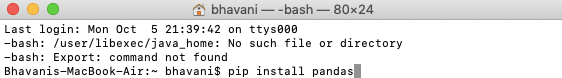 bhavani — -bash — 80×24
Last login: Mon Oct  5 21:39:42 on ttys000
-bash: /user/libexec/java_home: No such file or directory
-bash: Export: command not found
Bhavanis-MacBook-Air:~ bhavani$ pip install pandas